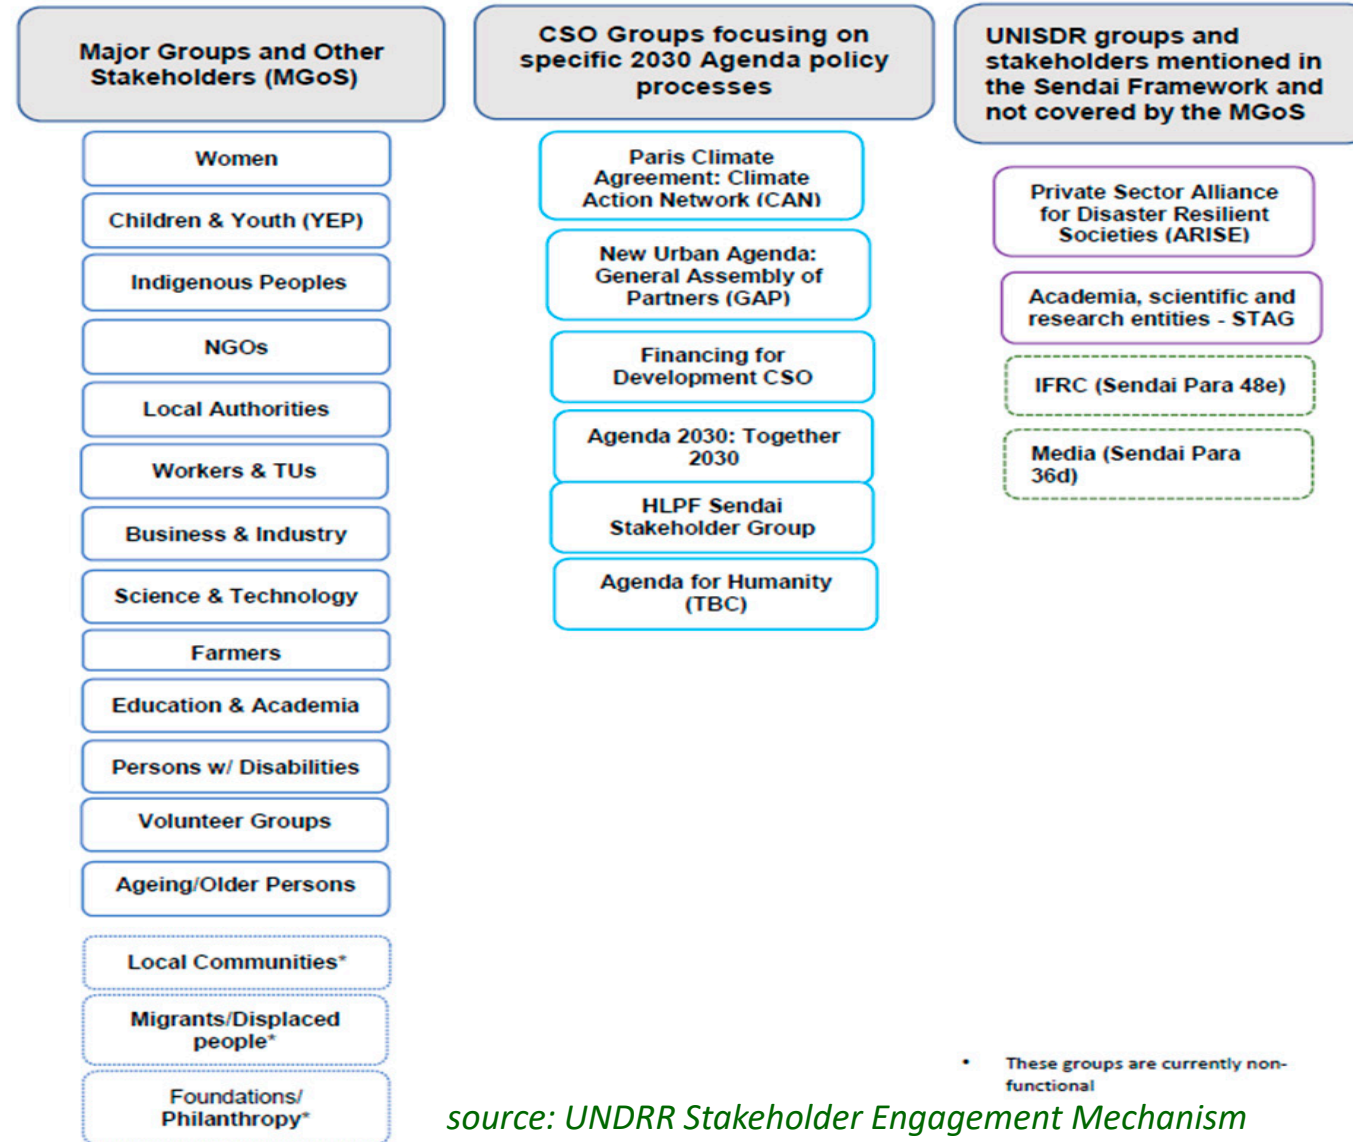 Major Groups and Other
Stakeholders (MGoS)
Women
Children & Youth (YEP)
Indigenous Peoples
NGOs
Local Authorities
Workers & TUs
Business & Industry
Science & Technology
Farmers
Education & Academia
Persons w/ Disabilities
Volunteer Groups
Ageing/Older Persons
Local Communities*
Migrants/Displaced
people*
Foundations/
Philanthropy*
CSO Groups focusing on
specific 2030 Agenda policy
processes
Paris Climate
Agreement: Climate
Action Network (CAN)
New Urban Agenda:
General Assembly of
Partners (GAP)
Financing for
Development CSO
Agenda 2030: Together
2030
HLPF Sendai
Stakeholder Group
Agenda for Humanity
(TBC)
UNISDR groups and
stakeholders mentioned in
the Sendai Framework and
not covered by the MGoS
Private Sector Alliance
for Disaster Resilient
Societies (ARISE)
Academia, scientific and
research entities - STAG
IFRC (Sendai Para 48e)
Media (Sendai Para
36d)
• These groups are currently non-
functional
source: UNDRR Stakeholder Engagement Mechanism